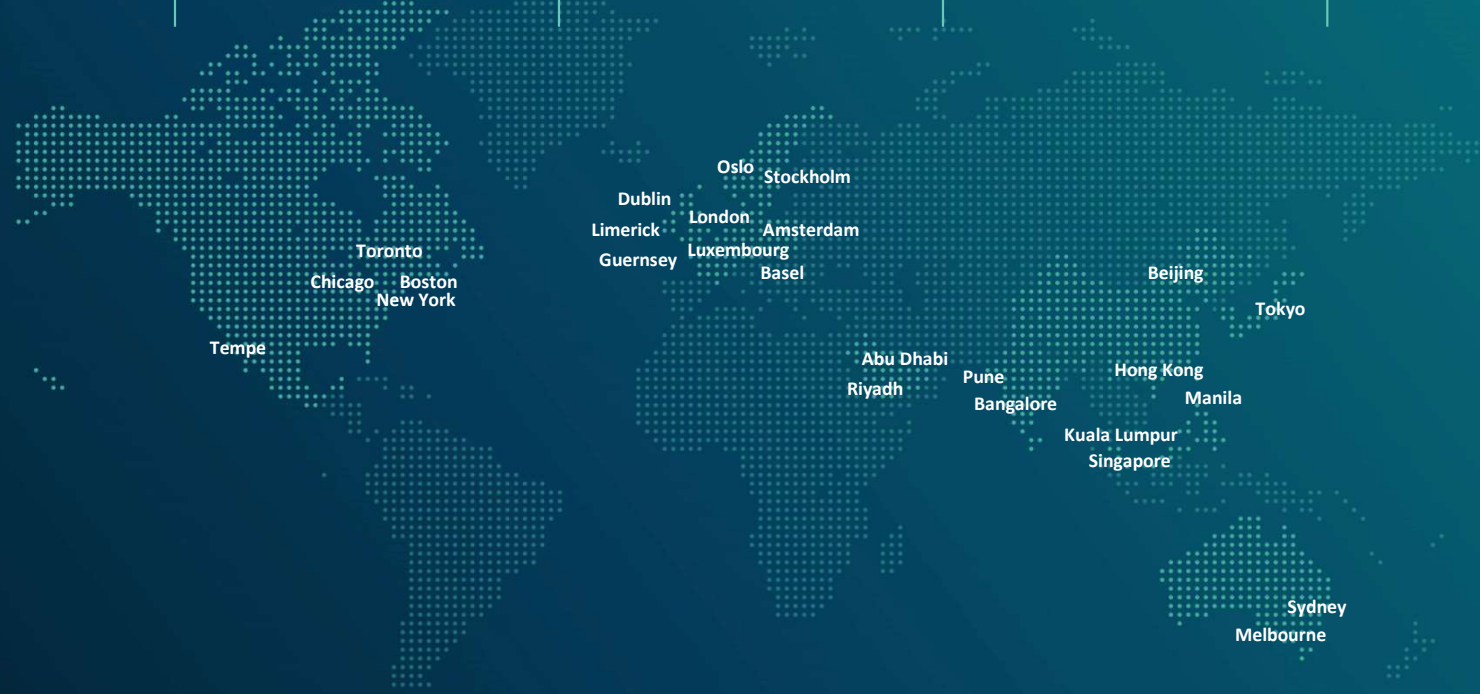 Oslo
Stockholm
Dublin
London
Limerick
Amsterdam
Luxembourg
Guernsey
Basel
Toronto
Chicago
Boston
New York
Tempe
Beijing
Tokyo
Abu Dhabi
Riyadh
Pune
Bangalore
Hong Kong
Manila
Kuala Lumpur
Singapore
Sydney
Melbourne